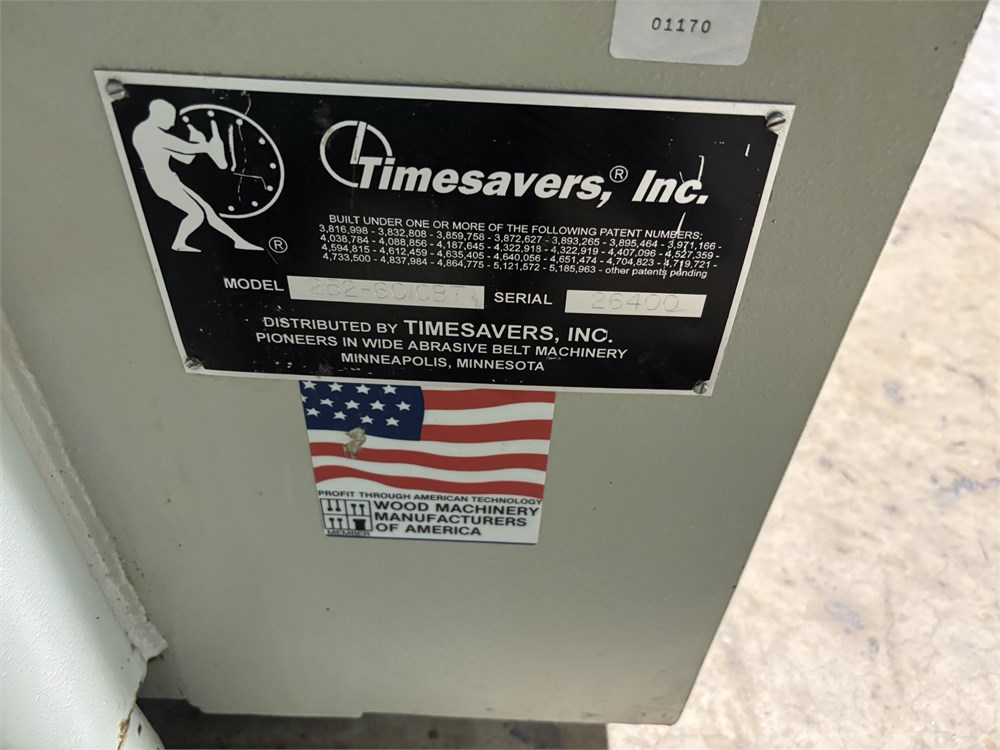 01170
Timesavers,® Inc.
BUILT UNDER ONE OR MORE OF THE FOLLOWING PATENT NUMBERS:
3,816,998 - 3,832,808 - 3,859,758 - 3,872,627 - 3,893,265 - 3,895,464 - 3,971,166 -
4,038,784 - 4,088,856 - 4,187,645 - 4,322,918 - 4,322,919 - 4,407,096 - 4,527,359 -
4,594,815 - 4,612,459 - 4,635,405 - 4,640,056 - 4,651,474 - 4,704,823 - 4,719,721 -
4,733,500 - 4,837,984 - 4,864,775 - 5,121,572 - 5,185,963 - other patents pending
®
MODEL SERIAL 26400
DISTRIBUTED BY TIMESAVERS, INC.
PIONEERS IN WIDE ABRASIVE BELT MACHINERY
MINNEAPOLIS, MINNESOTA
PROFIT THROUGH AMERICAN TECHNOLOGY
WOOD MACHINERY
MANUFACTURERS
OF AMERICA
MEMBER